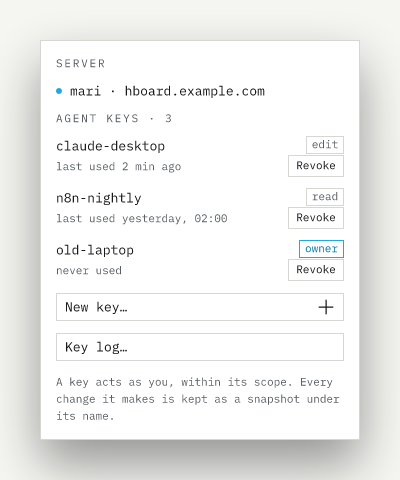 SERVER
mari · hboard.example.com
AGENT KEYS · 3
claude-desktop
edit
last used 2 min ago
Revoke
n8n-nightly
read
last used yesterday, 02:00
Revoke
old-laptop
owner
never used
Revoke
New key…
Key log…
A key acts as you, within its scope. Every
change it makes is kept as a snapshot under
its name.